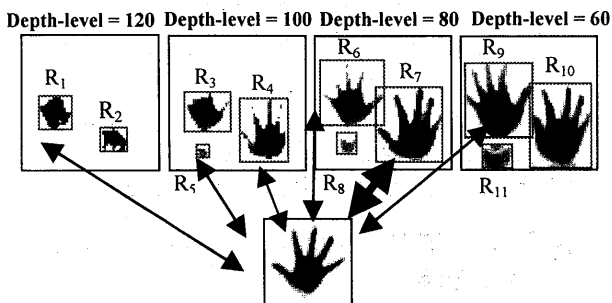 Depth-level = 120 Depth-level = 100 Depth-level = 80 Depth-level = 60
R1 R2
R3 R4
R5
R6 R7
R8
R9 R10
R11